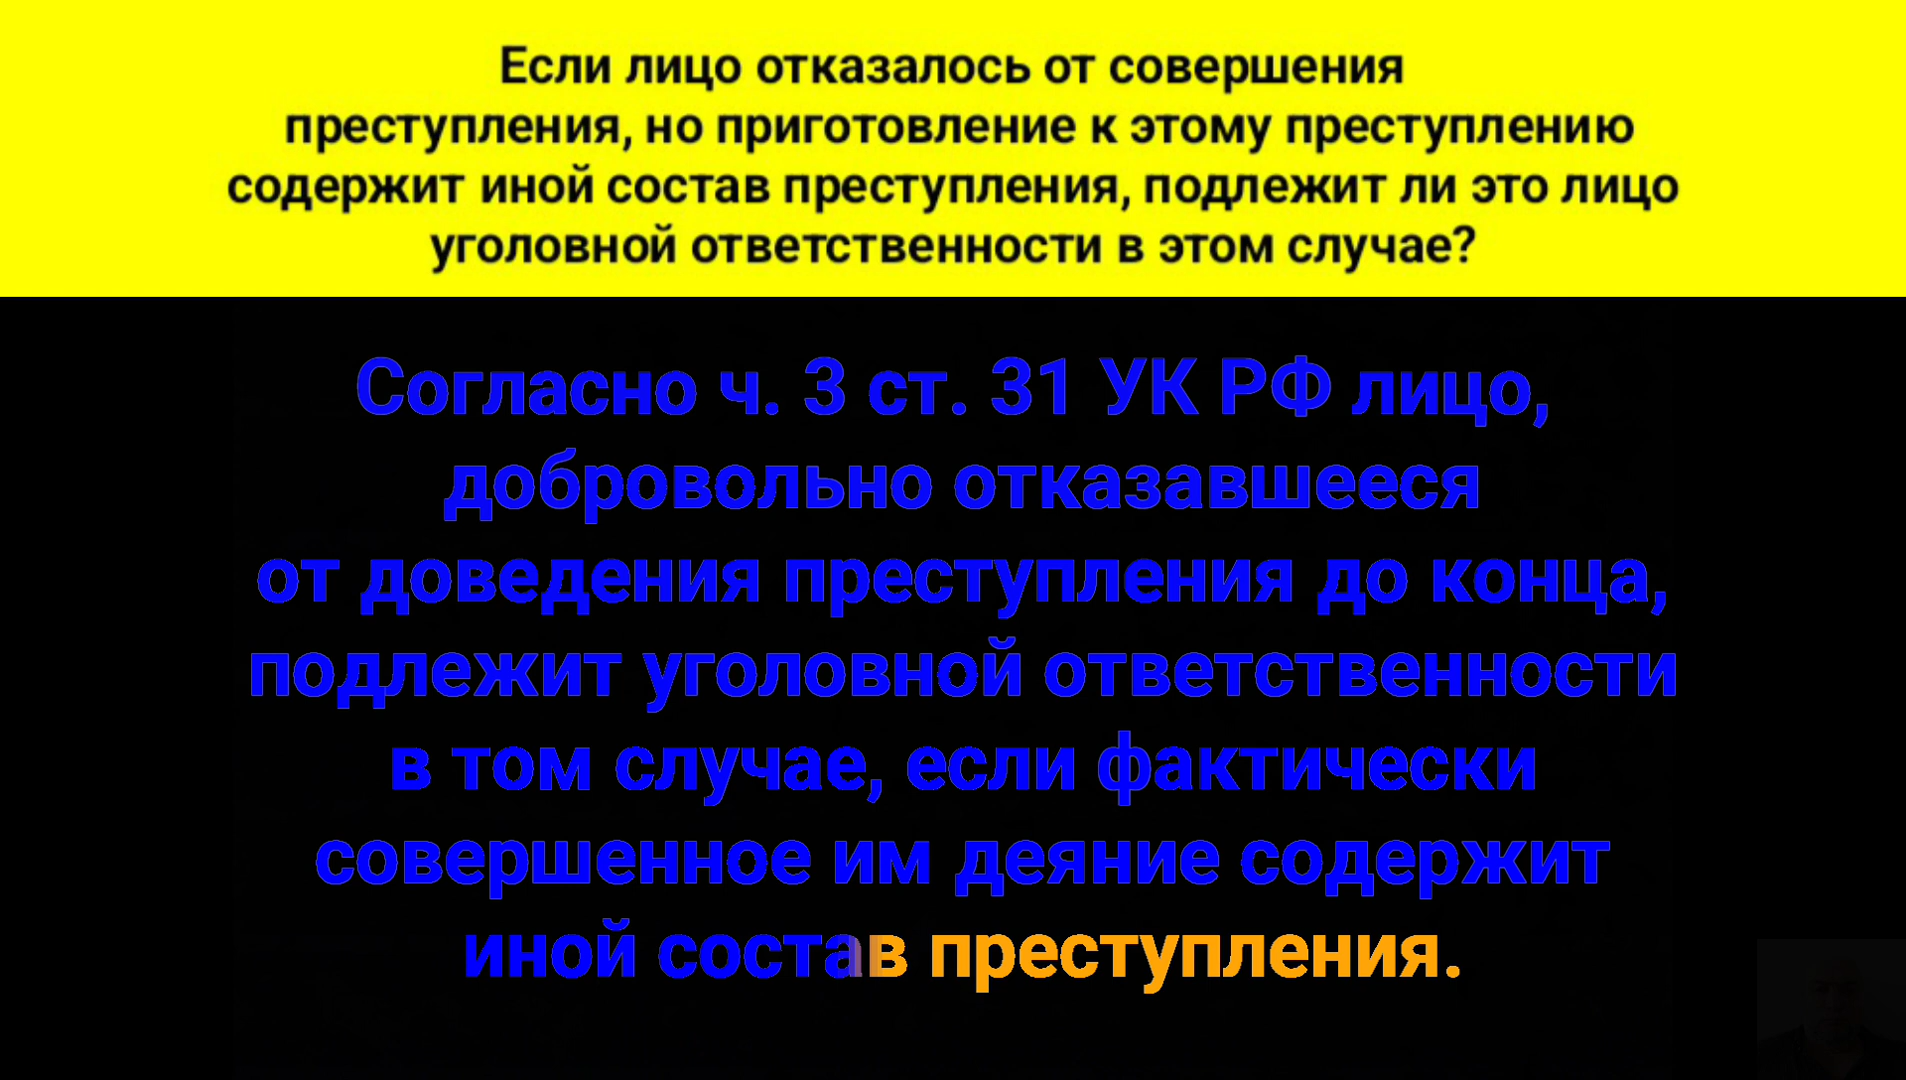 Если лицо отказалось от совершения
преступления, но приготовление к этому преступлению
содержит иной состав преступления, подлежит ли это лицо
уголовной ответственности в этом случае?
Согласно ч. 3 ст. 31 УК РФ лицо,
добровольно отказавшееся
от доведения преступления до конца,
подлежит уголовной ответственности
в том случае, если фактически
совершенное им деяние содержит
иной состав преступления.